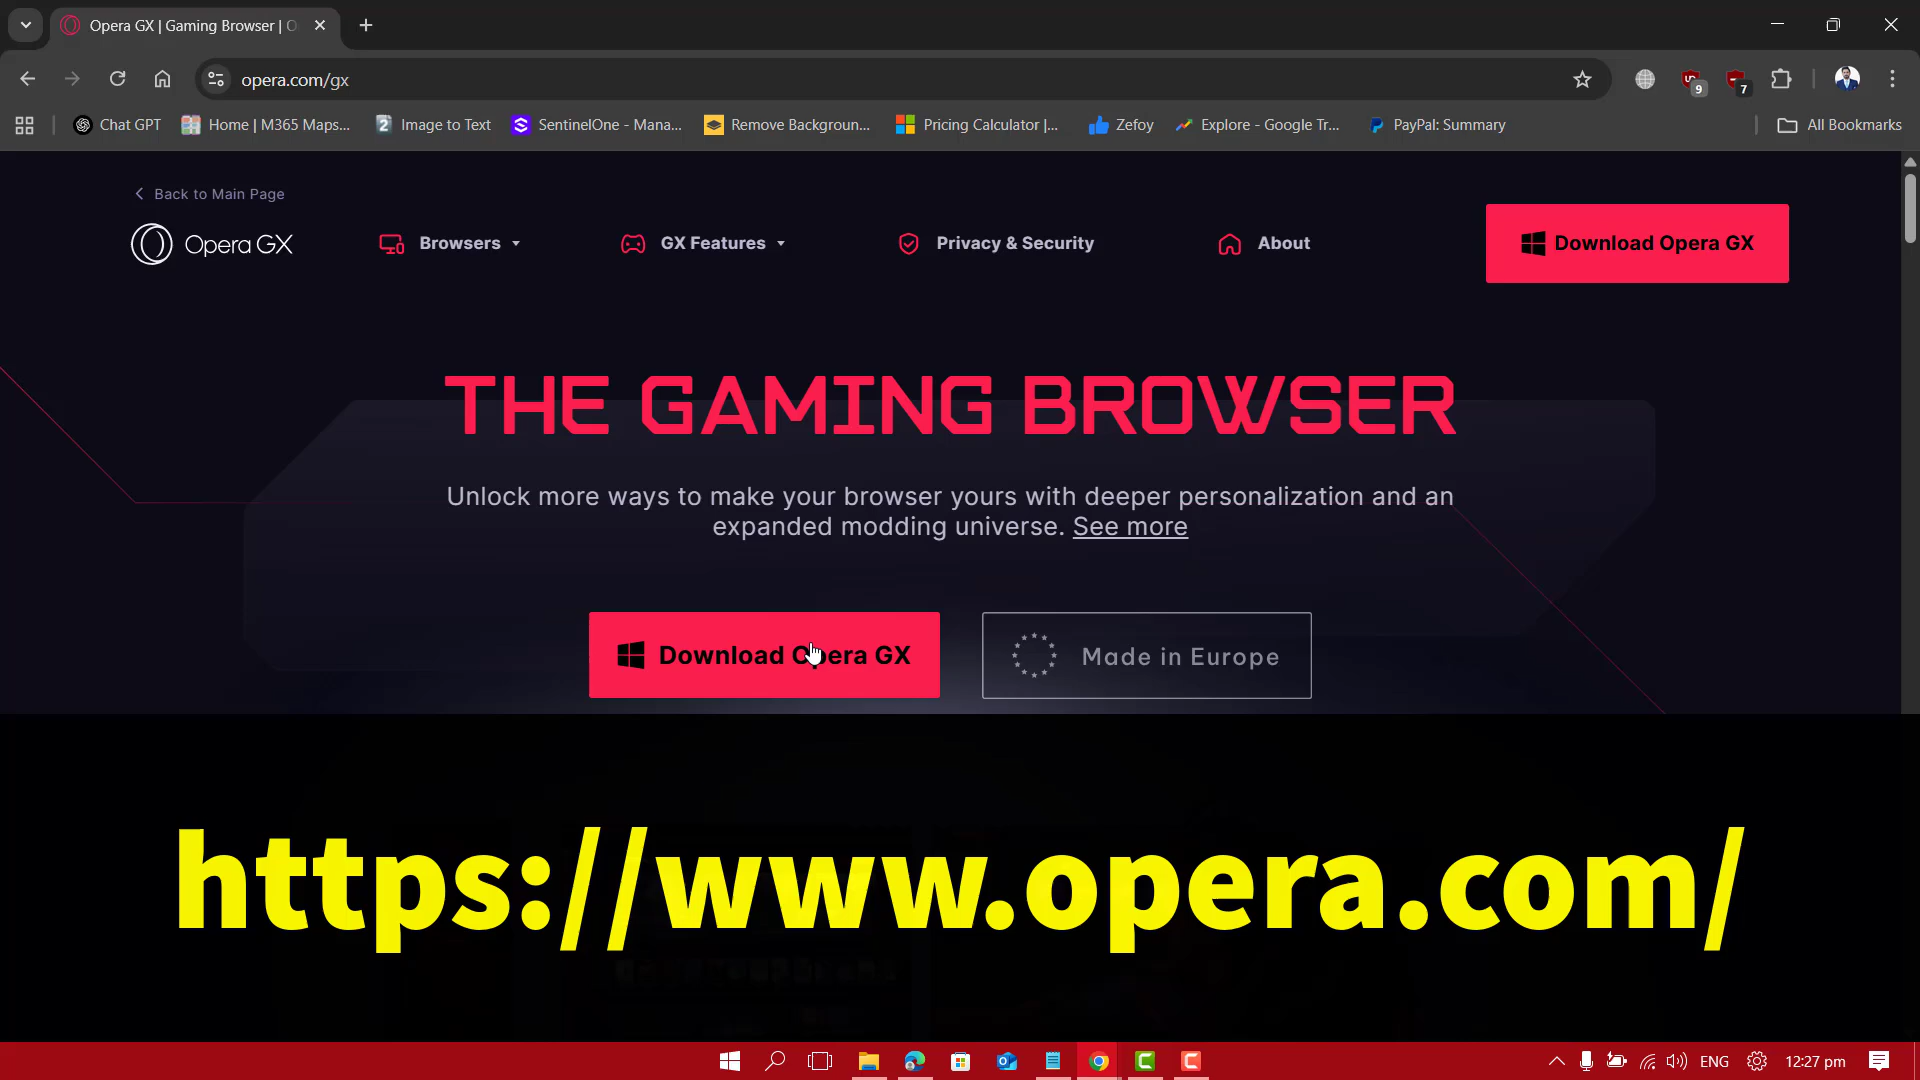 Opera GX | Gaming Browser | O
opera.com/gx
9
7
Chat GPT
Home | M365 Maps...
Image to Text
SentinelOne - Mana...
Remove Backgroun...
Pricing Calculator |...
Zefoy
Explore - Google Tr...
PayPal: Summary
All Bookmarks
Back to Main Page
Opera GX
Browsers
GX Features
Privacy & Security
About
Download Opera GX
THE GAMING BROWSER
Unlock more ways to make your browser yours with deeper personalization and an
expanded modding universe. See more
Download Opera GX
Made in Europe
https://www.opera.com/
ENG
12:27 pm